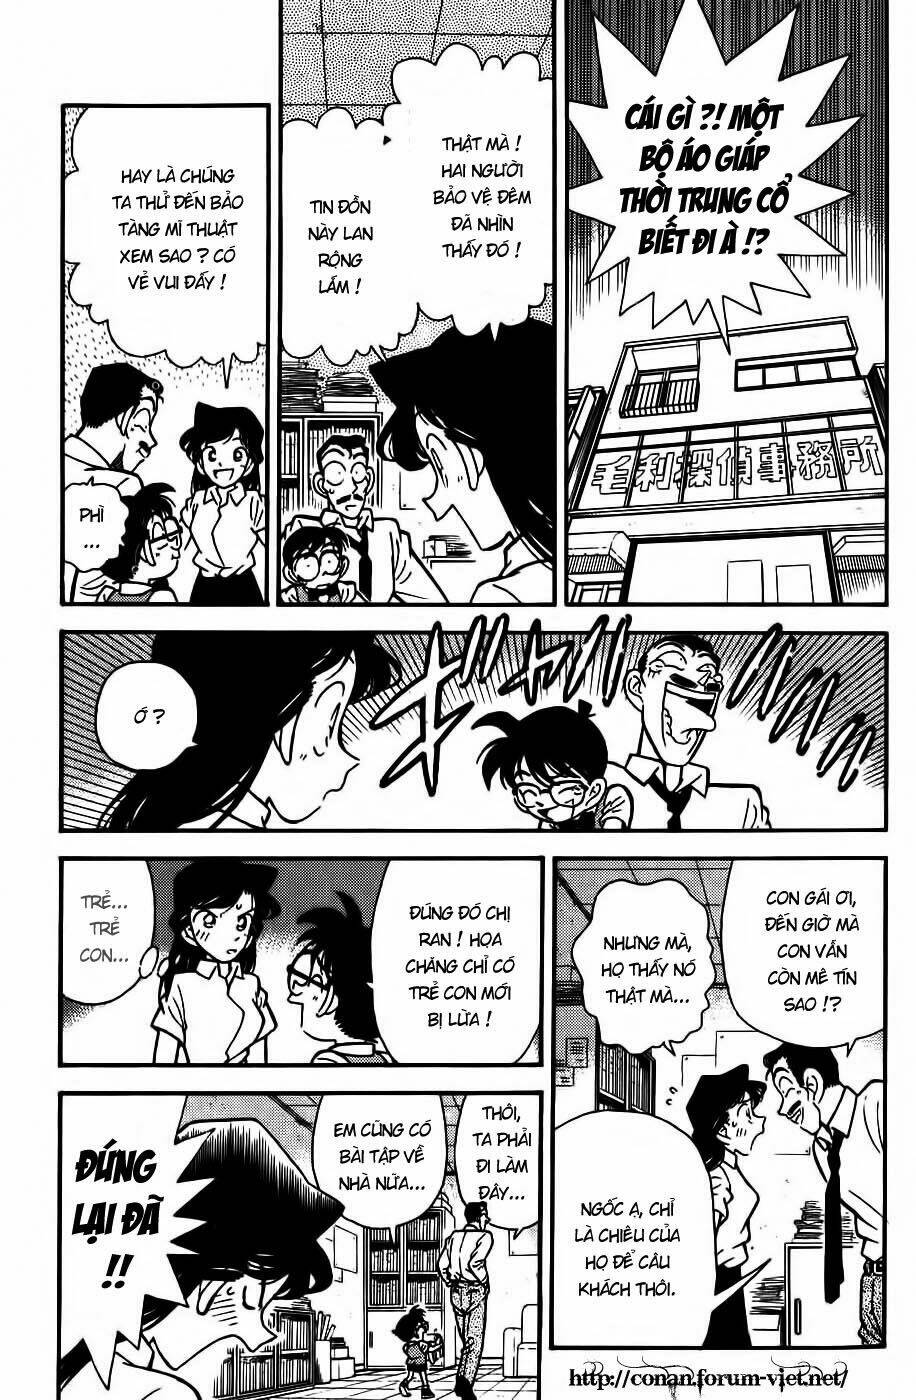 CÁI GÌ ?! MỘT
BỘ ÁO GIÁP
THỜI TRUNG CỔ
BIẾT ĐI À !?
毛利探偵事務所
THẬT MÀ !
HAI NGƯỜI
BẢO VỆ ĐÊM
ĐÃ NHÌN
THẤY ĐÓ !
TIN ĐỒN
NÀY LAN
RỘNG
LẮM !
HAY LÀ CHÚNG
TA THỬ ĐẾN BẢO
TÀNG MĨ THUẬT
XEM SAO ? CÓ
VẺ VUI ĐẤY !
PHÌ
...
Ớ ?
ギャハハハ
CON GÁI ƠI,
ĐẾN GIỜ MÀ
CON VẪN
CÒN MÊ TÍN
SAO !?
NHƯNG MÀ,
HỌ THẤY NÓ
THẬT MÀ...
NGỐC Ạ, CHỈ
LÀ CHIÊU CỦA
HỌ ĐỂ CÂU
KHÁCH THÔI.
ĐÚNG ĐÓ CHỊ
RAN ! HỌA
CHĂNG CHỈ CÓ
TRẺ CON MỚI
BỊ LỪA !
TRẺ...
TRẺ
CON...
THÔI,
TA PHẢI
ĐI LÀM
ĐÂY...
EM CŨNG CÓ
BÀI TẬP VỀ
NHÀ NỮA...
ĐỨNG
LẠI ĐÃ
!!
http://conan.forum-viet.net/